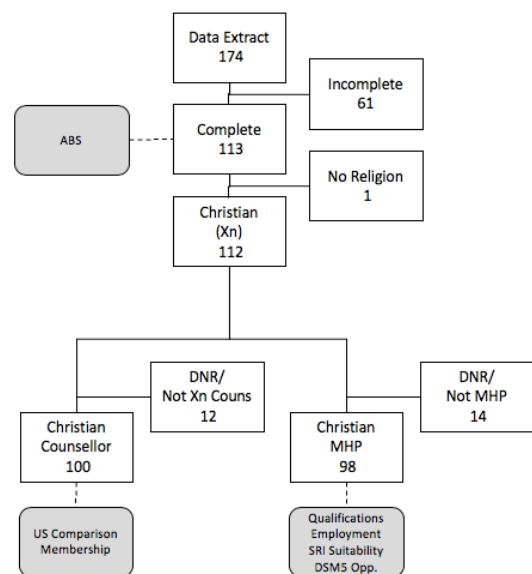 Data Extract
174
Incomplete
61
ABS
Complete
113
No Religion
1
Christian
(Xn)
112
DNR/
Not Xn Couns
12
DNR/
Not MHP
14
Christian
Counsellor
100
Christian
MHP
98
US Comparison
Membership
Qualifications
Employment
SRI Suitability
DSM5 Opp.